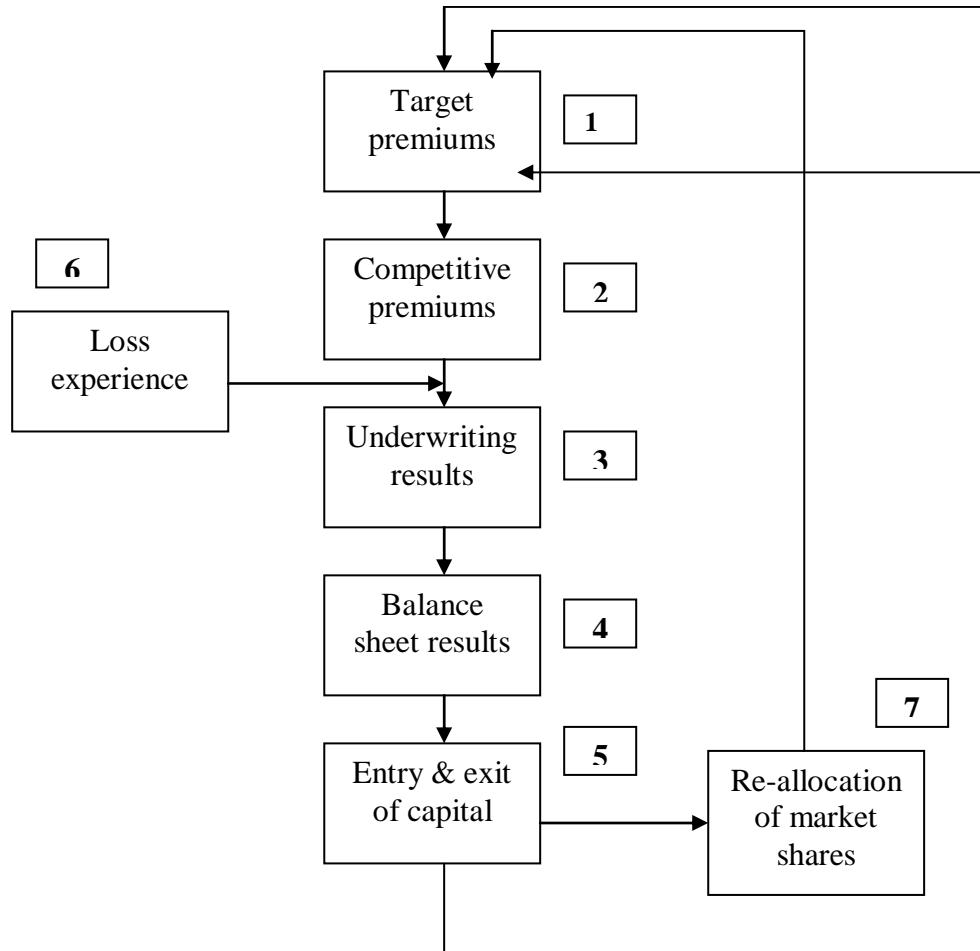 Target
premiums
1
Competitive
premiums
2
6
Loss
experience
Underwriting
results
3
Balance
sheet results
4
7
5
Entry & exit
of capital
Re-allocation
of market
shares